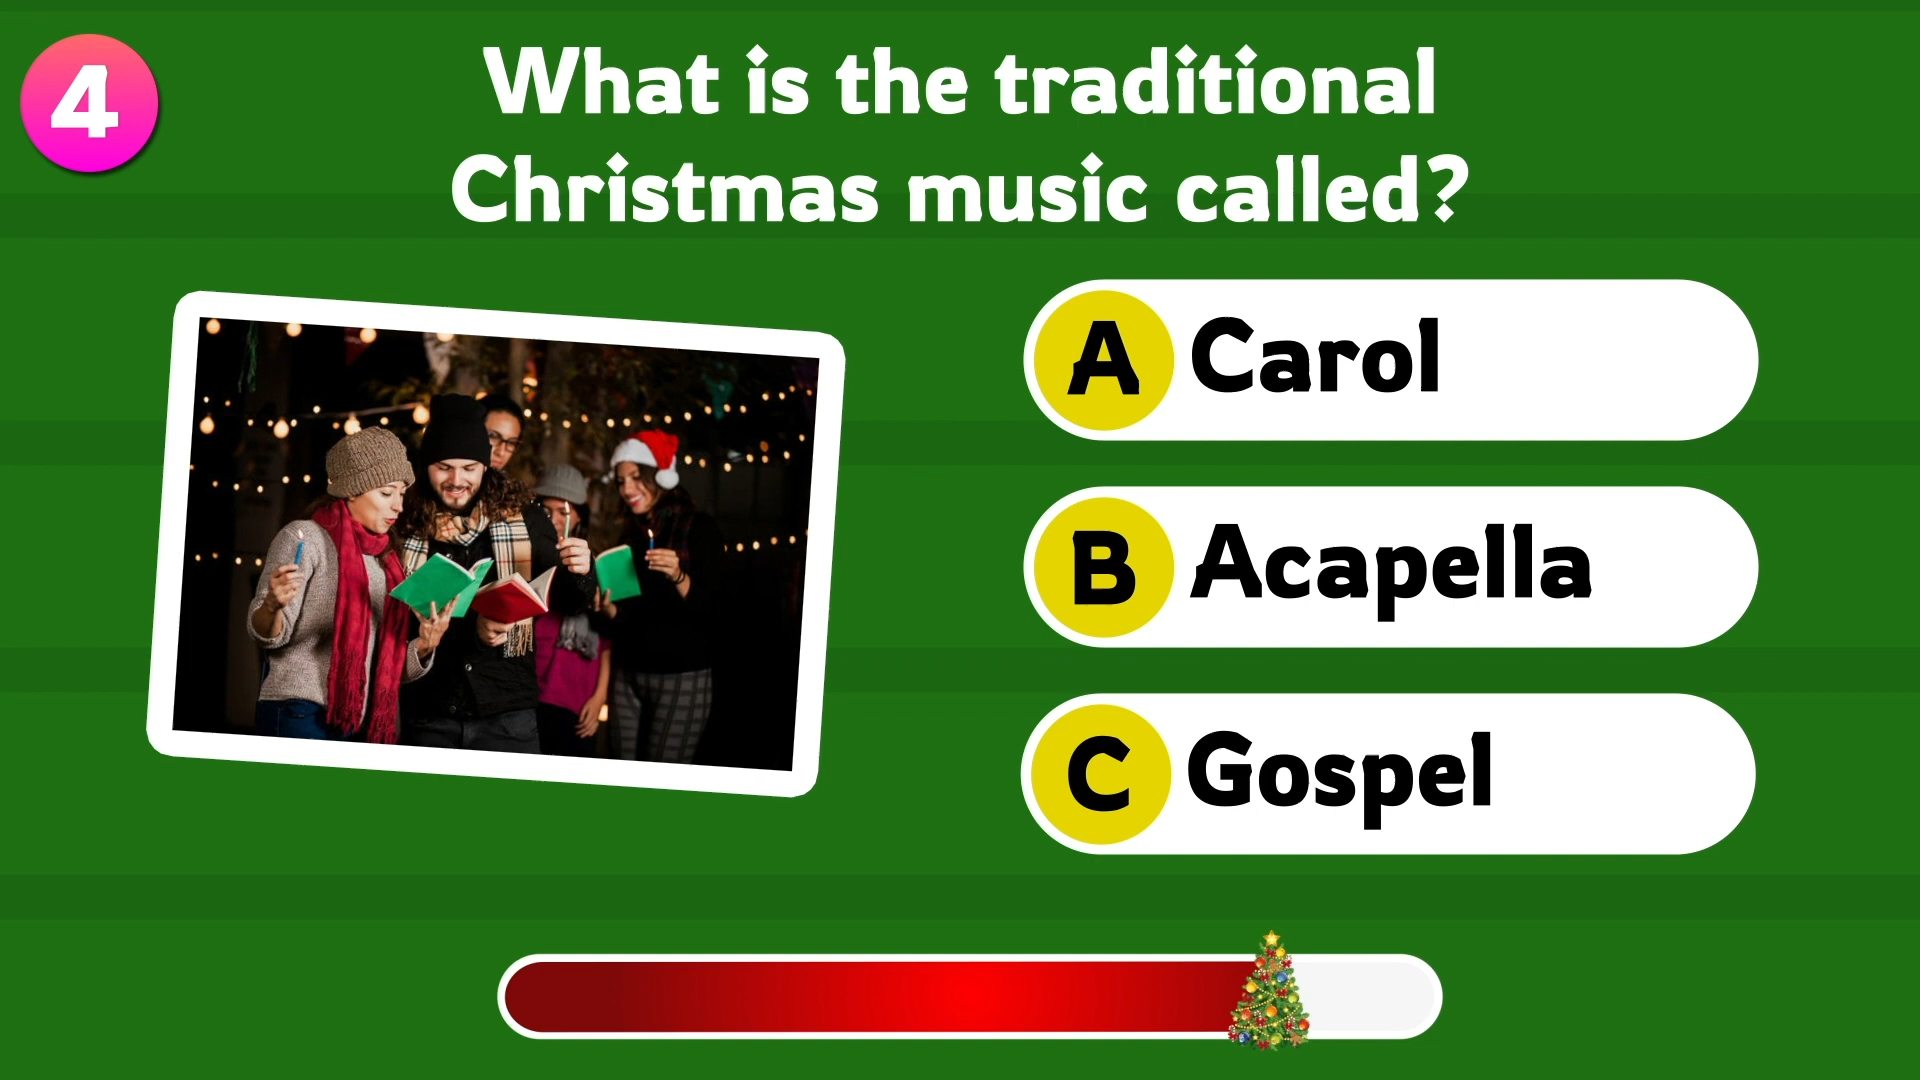 4
What is the traditional
Christmas music called?
A Carol
B Acapella
C Gospel